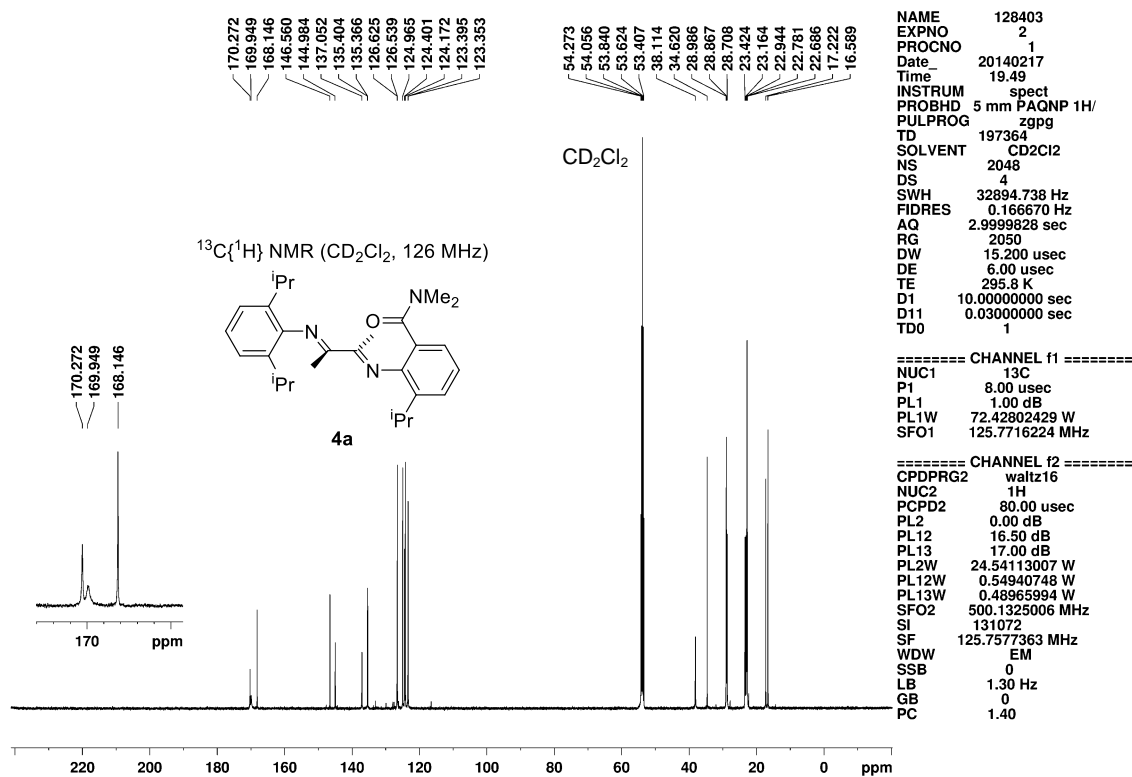 170.272
169.949
168.146
146.560
144.984
137.052
135.404
135.366
126.625
126.539
124.965
124.401
124.172
123.395
123.353
54.273
54.056
53.840
53.624
53.407
38.114
34.620
28.986
28.867
28.708
23.424
23.164
22.944
22.781
22.686
17.222
16.589
CD2Cl2
13C{1H} NMR (CD2Cl2, 126 MHz)
iPr
NMe2
N
O
N
iPr
iPr
4a
170.272
169.949
168.146
170 ppm
220 200 180 160 140 120 100 80 60 40 20 0 ppm
NAME 128403
EXPNO 2
PROCNO 1
Date_ 20140217
Time 19.49
INSTRUM spect
PROBHD 5 mm PAQNP 1H/
PULPROG zgpg
TD 197364
SOLVENT CD2Cl2
NS 2048
DS 4
SWH 32894.738 Hz
FIDRES 0.166670 Hz
AQ 2.9999828 sec
RG 2050
DW 15.200 usec
DE 6.00 usec
TE 295.8 K
D1 10.00000000 sec
D11 0.03000000 sec
TD0 1
======== CHANNEL f1 ========
NUC1 13C
P1 8.00 usec
PL1 1.00 dB
PL1W 72.42802429 W
SFO1 125.7716224 MHz
======== CHANNEL f2 ========
CPDPRG2 waltz16
NUC2 1H
PCPD2 80.00 usec
PL2 0.00 dB
PL12 16.50 dB
PL13 17.00 dB
PL2W 24.54113007 W
PL12W 0.54940748 W
PL13W 0.48965994 W
SFO2 500.1325006 MHz
SI 131072
SF 125.7577363 MHz
WDW EM
SSB 0
LB 1.30 Hz
GB 0
PC 1.40